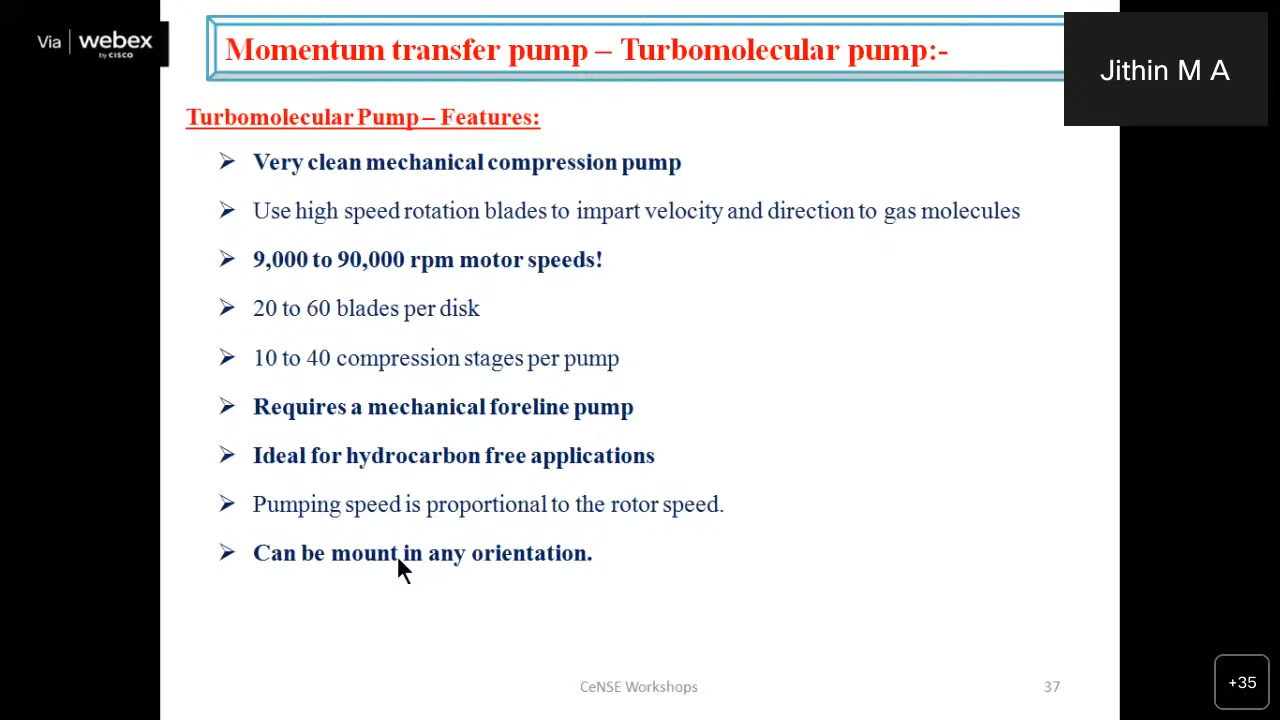 Via webex
by CISCO
Momentum transfer pump – Turbomolecular pump:-
Jithin M A
Turbomolecular Pump – Features:
Very clean mechanical compression pump
Use high speed rotation blades to impart velocity and direction to gas molecules
9,000 to 90,000 rpm motor speeds!
20 to 60 blades per disk
10 to 40 compression stages per pump
Requires a mechanical foreline pump
Ideal for hydrocarbon free applications
Pumping speed is proportional to the rotor speed.
Can be mount in any orientation.
CeNSE Workshops
37
+35